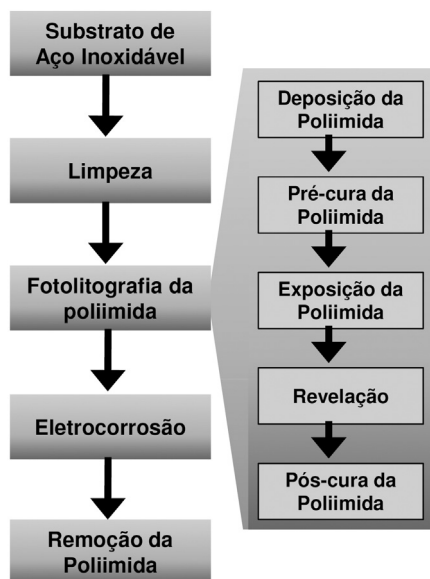 Substrato de
Aço Inoxidável
Limpeza
Fotolitografia da
poliimida
Eletrocorrosão
Remoção da
Poliimida
Deposição da
Poliimida
Pré-cura da
Poliimida
Exposição da
Poliimida
Revelação
Pós-cura da
Poliimida